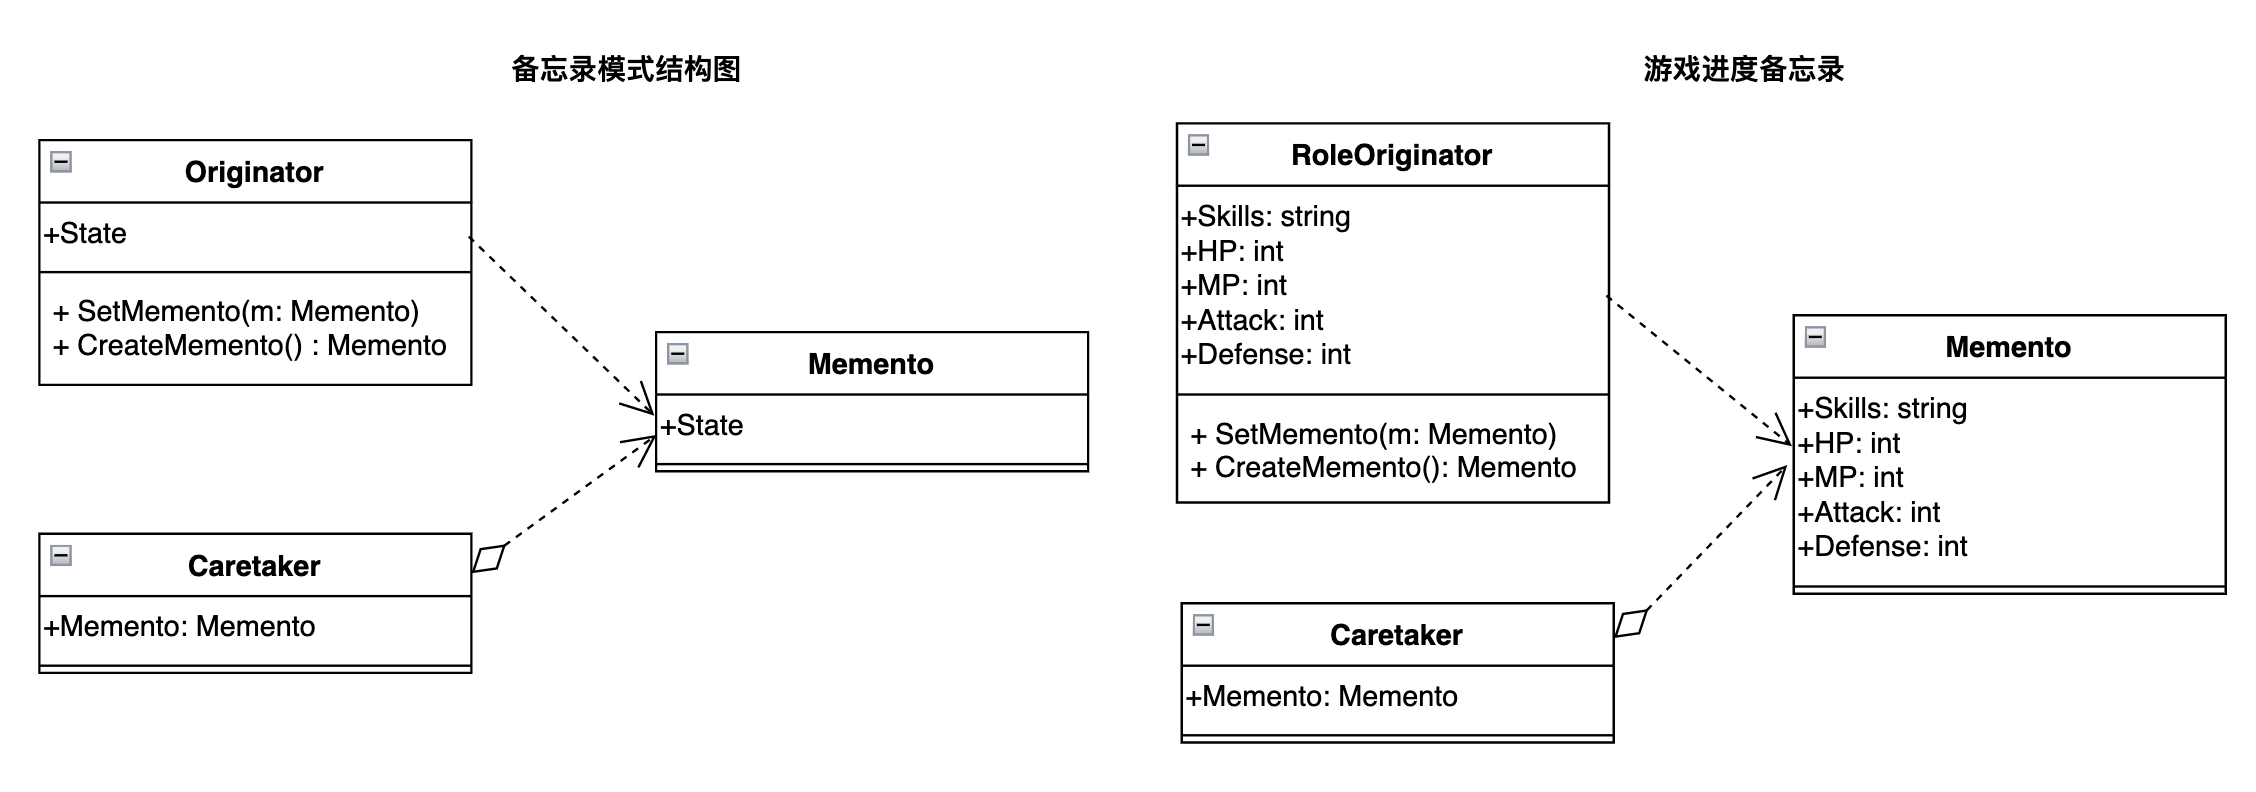 备忘录模式结构图
Originator
+State
+ SetMemento(m: Memento)
+ CreateMemento() : Memento
Memento
+State
Caretaker
+Memento: Memento
游戏进度备忘录
RoleOriginator
+Skills: string
+HP: int
+MP: int
+Attack: int
+Defense: int
+ SetMemento(m: Memento)
+ CreateMemento(): Memento
Memento
+Skills: string
+HP: int
+MP: int
+Attack: int
+Defense: int
Caretaker
+Memento: Memento